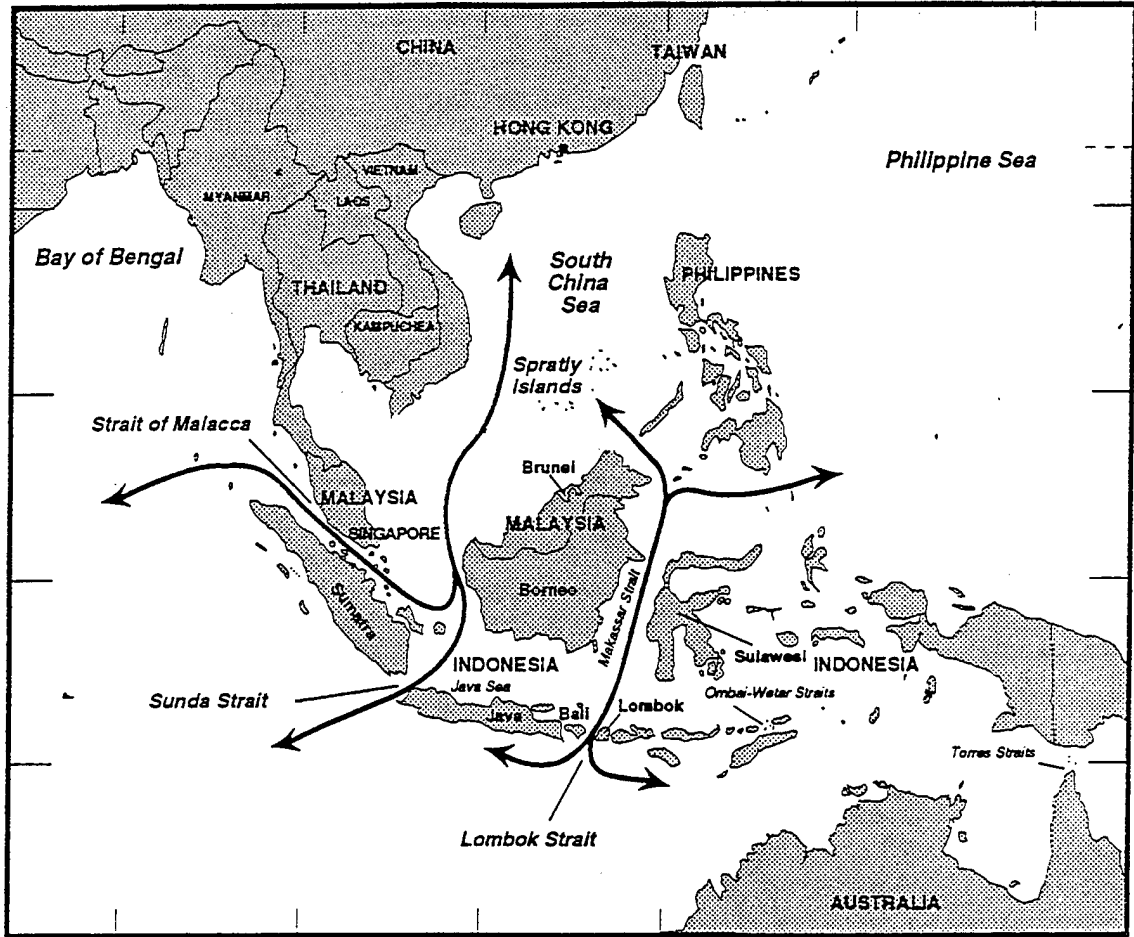 CHINA
TAIWAN
HONG KONG
Philippine Sea
VIETNAM
MYANMAR
LAOS
Bay of Bengal
South
China
Sea
PHILIPPINES
THAILAND
KAMPUCHEA
Spratly
Islands
Strait of Malacca
Brunei
MALAYSIA
MALAYSIA
SINGAPORE
Borneo
Sumatra
Makassar Strait
Sulawesi
INDONESIA
INDONESIA
Java Sea
Sunda Strait
Ombai-Wetar Straits
Java
Bali
Lombok
Torres Straits
Lombok Strait
AUSTRALIA